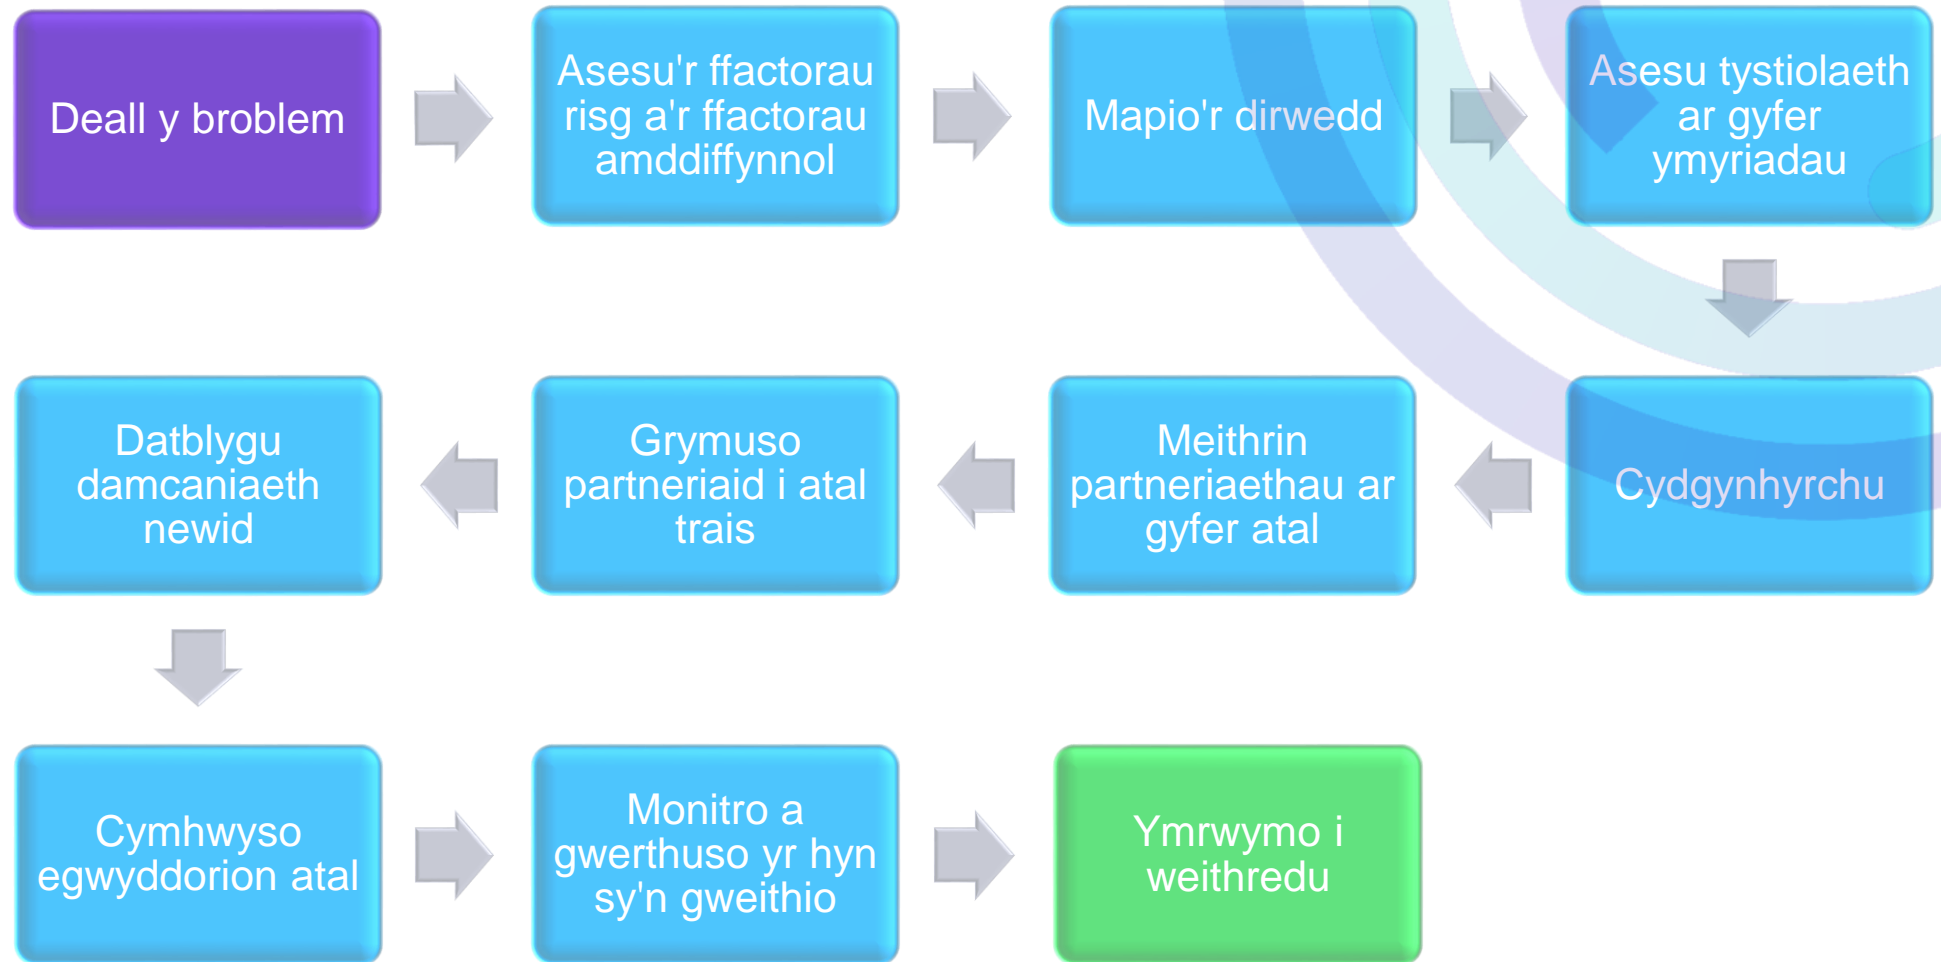 Deall y broblem
Asesu'r ffactorau
risg a'r ffactorau
amddiffynnol
Mapio'r dirwedd
Asesu tystiolaeth
ar gyfer
ymyriadau
Cydgynhyrchu
Meithrin
partneriaethau ar
gyfer atal
Grymuso
partneriaid i atal
trais
Datblygu
damcaniaeth
newid
Cymhwyso
egwyddorion atal
Monitro a
gwerthuso yr hyn
sy'n gweithio
Ymrwymo i
weithredu